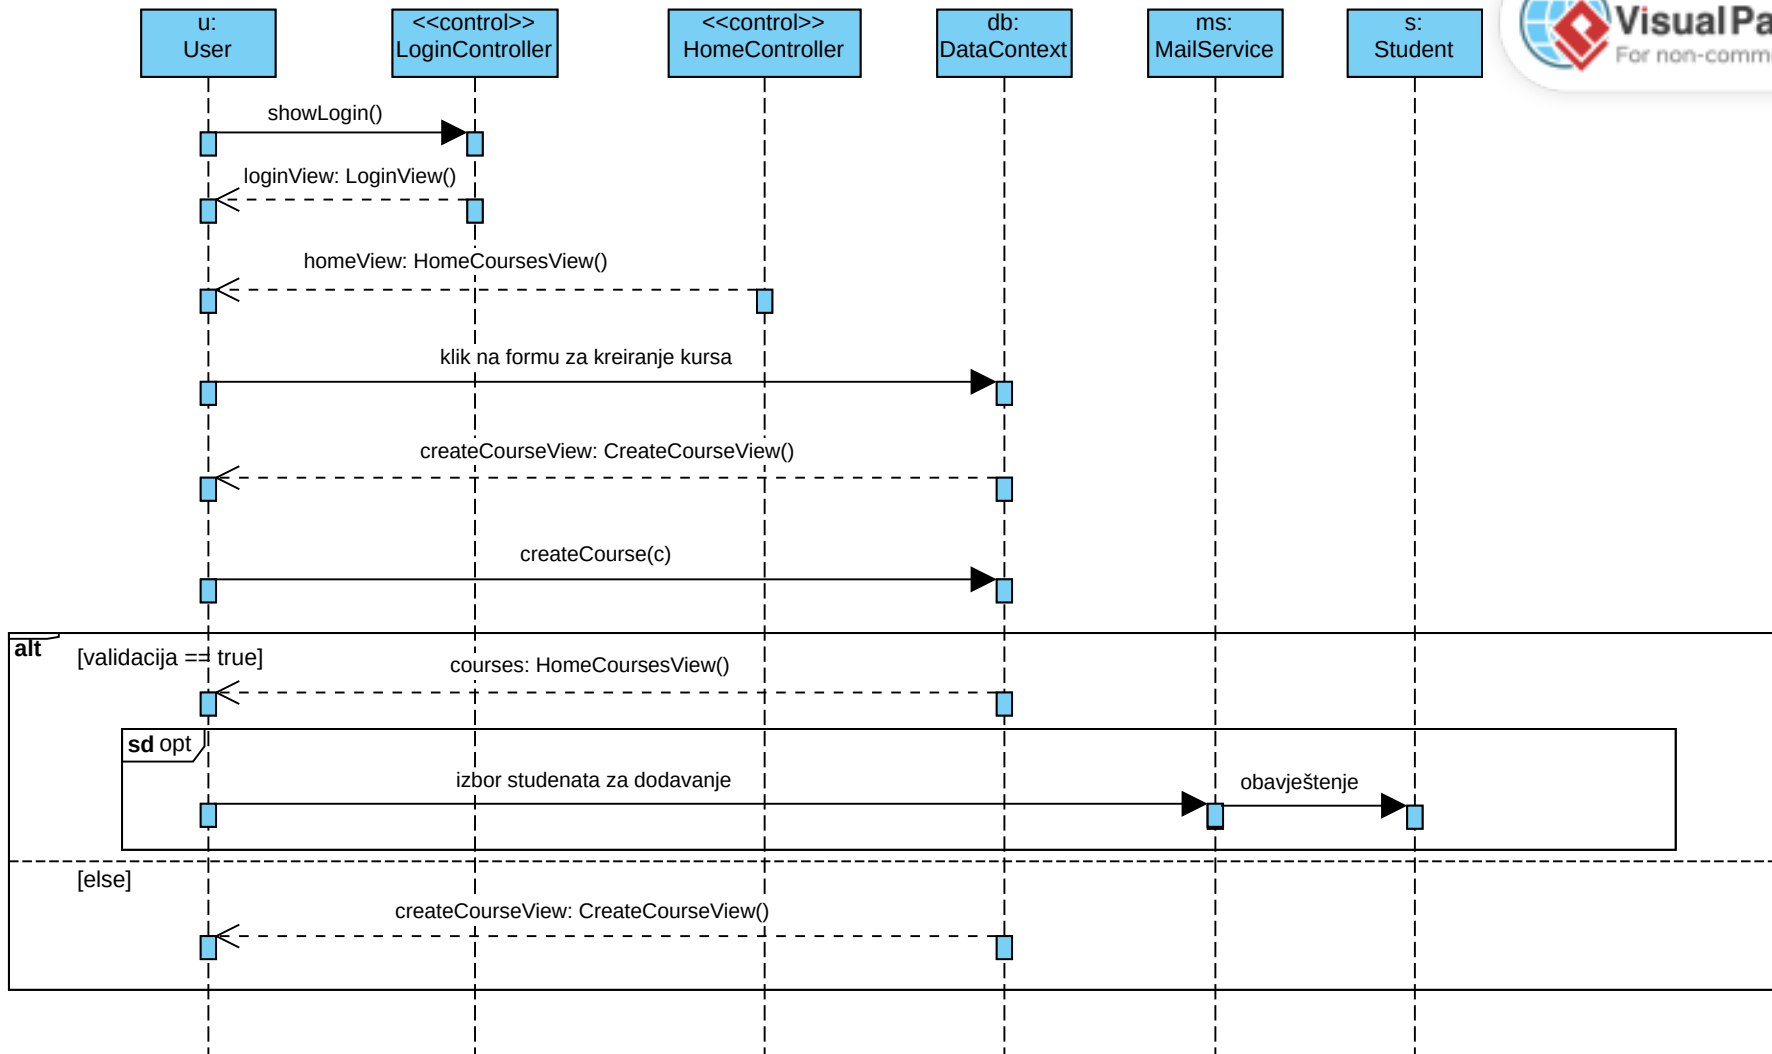 u:
User
<<control>>
LoginController
<<control>>
HomeController
db:
DataContext
ms:
MailService
s:
Student
VisualPa
For non-comm
showLogin()
loginView: LoginView()
homeView: HomeCoursesView()
klik na formu za kreiranje kursa
createCourseView: CreateCourseView()
createCourse(c)
alt
[validacija == true]
courses: HomeCoursesView()
sd opt
izbor studenata za dodavanje
obavještenje
[else]
createCourseView: CreateCourseView()